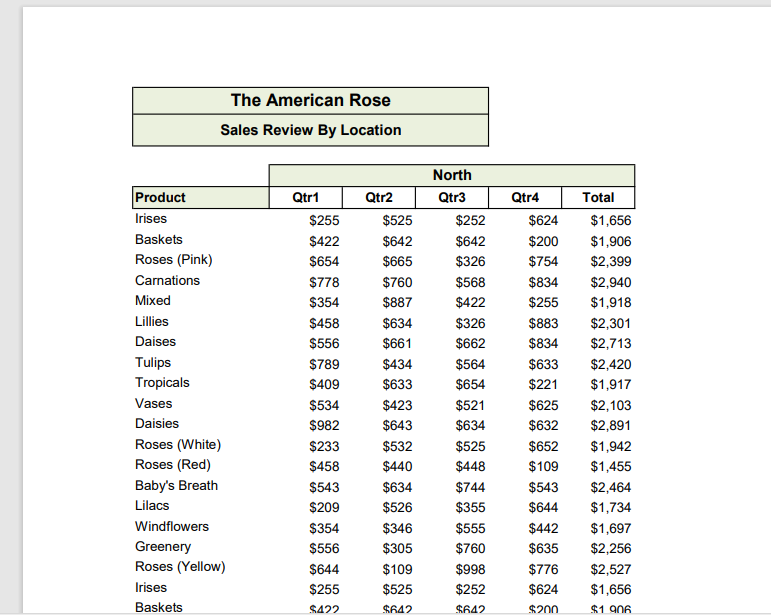 The American Rose
Sales Review By Location
North
Product Qtr1 Qtr2 Qtr3 Qtr4 Total
Irises $255 $525 $252 $624 $1,656
Baskets $422 $642 $642 $200 $1,906
Roses (Pink) $654 $665 $326 $754 $2,399
Carnations $778 $760 $568 $834 $2,940
Mixed $354 $887 $422 $255 $1,918
Lillies $458 $634 $326 $883 $2,301
Daises $556 $661 $662 $834 $2,713
Tulips $789 $434 $564 $633 $2,420
Tropicals $409 $633 $654 $221 $1,917
Vases $534 $423 $521 $625 $2,103
Daisies $982 $643 $634 $632 $2,891
Roses (White) $233 $532 $525 $652 $1,942
Roses (Red) $458 $440 $448 $109 $1,455
Baby's Breath $543 $634 $744 $543 $2,464
Lilacs $209 $526 $355 $644 $1,734
Windflowers $354 $346 $555 $442 $1,697
Greenery $556 $305 $760 $635 $2,256
Roses (Yellow) $644 $109 $998 $776 $2,527
Irises $255 $525 $252 $624 $1,656
Baskets $422 $642 $642 $200 $1,906